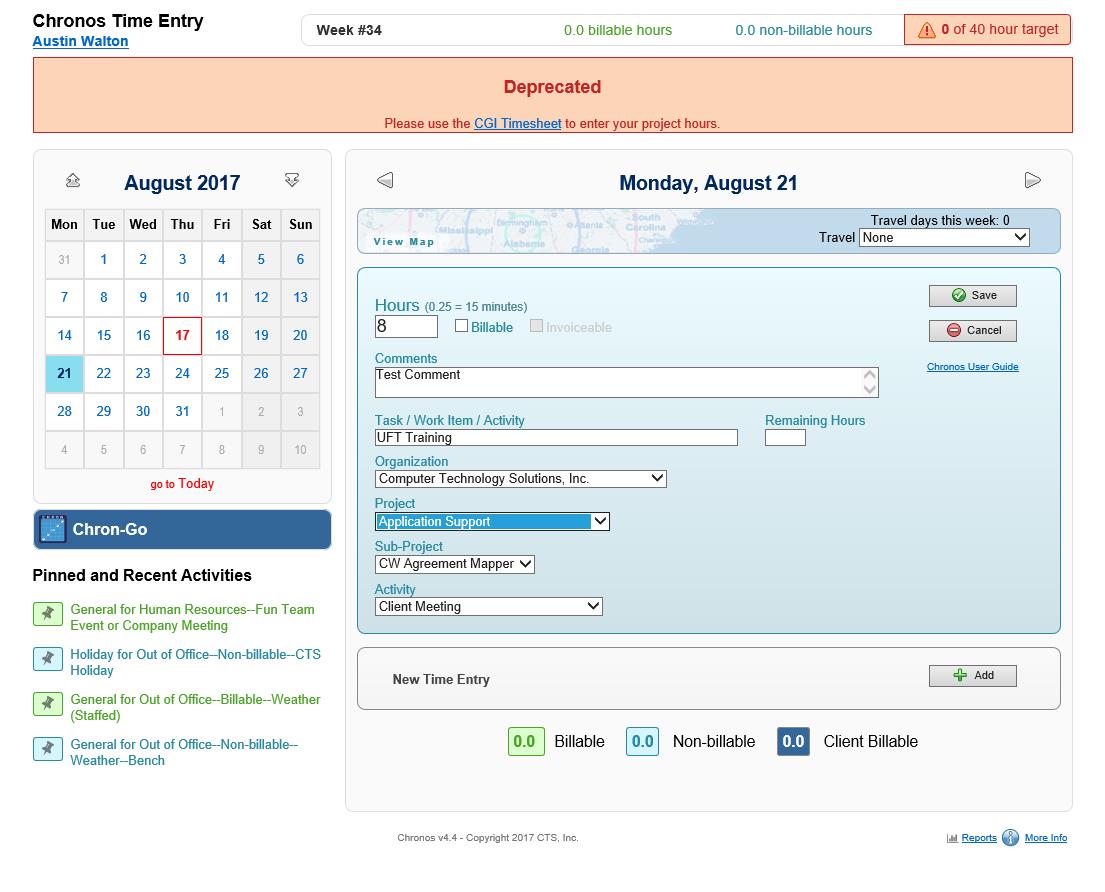 Chronos Time Entry
Austin Walton
Week #34
0.0 billable hours
0.0 non-billable hours
0 of 40 hour target
Deprecated
Please use the CGI Timesheet to enter your project hours.
August 2017
Mon Tue Wed Thu Fri Sat Sun
31 1 2 3 4 5 6
7 8 9 10 11 12 13
14 15 16 17 18 19 20
21 22 23 24 25 26 27
28 29 30 31 1 2 3
4 5 6 7 8 9 10
go to Today
Chron-Go
Pinned and Recent Activities
General for Human Resources--Fun Team
Event or Company Meeting
Holiday for Out of Office--Non-billable--CTS
Holiday
General for Out of Office--Billable--Weather
(Staffed)
General for Out of Office--Non-billable--
Weather--Bench
Monday, August 21
Mississippi
Birmingham
Alabama
Atlanta
Georgia
South
Carolina
View Map
Travel days this week: 0
Travel None
Hours (0.25 = 15 minutes)
8
Billable
Invoiceable
Save
Cancel
Chronos User Guide
Comments
Test Comment
Task / Work Item / Activity
UFT Training
Remaining Hours
Organization
Computer Technology Solutions, Inc.
Project
Application Support
Sub-Project
CW Agreement Mapper
Activity
Client Meeting
New Time Entry
Add
0.0 Billable
0.0 Non-billable
0.0 Client Billable
Chronos v4.4 - Copyright 2017 CTS, Inc.
Reports
More Info